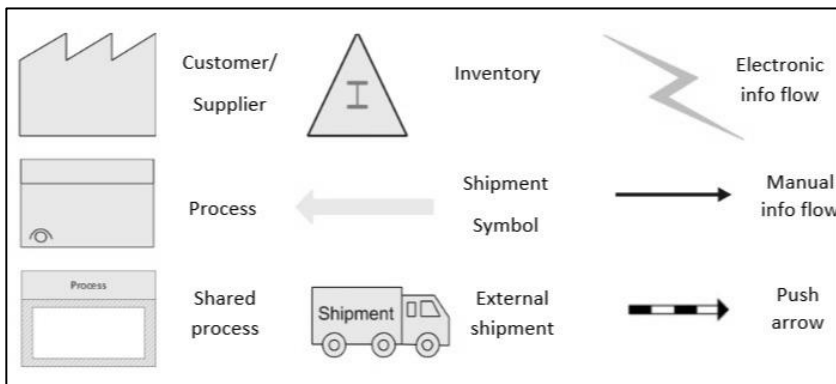 Customer/
Supplier
I
Inventory
Electronic
info flow
Process
Shipment
Symbol
Manual
info flow
Process
Shared
process
Shipment
External
shipment
Push
arrow